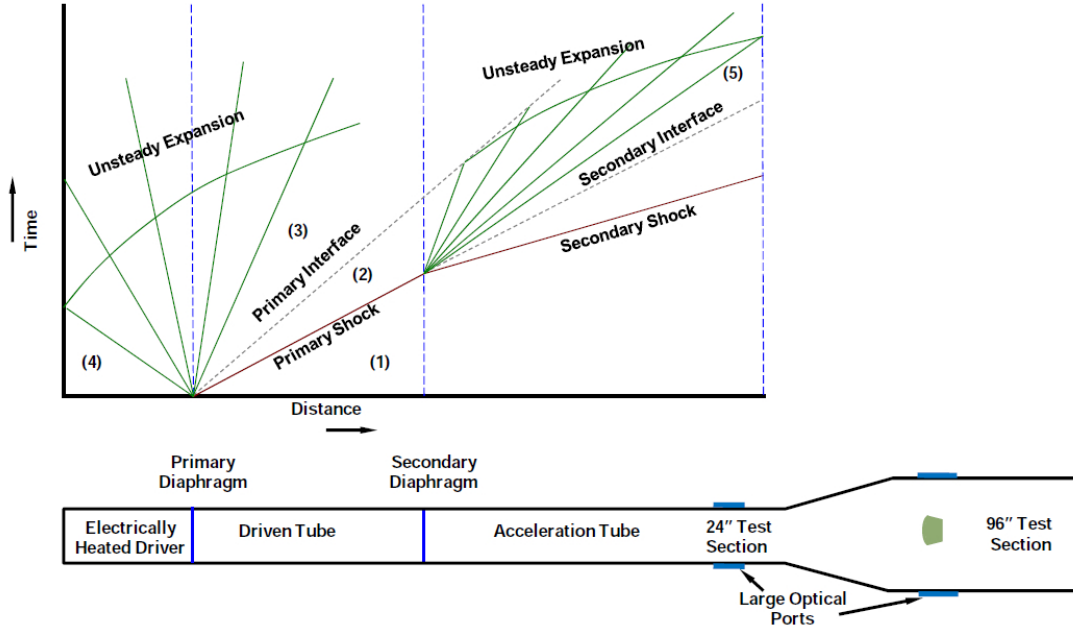 Unsteady Expansion
Unsteady Expansion
(5)
Secondary Interface
Secondary Shock
(3)
Primary Interface
(2)
Primary Shock
(4)
(1)
Time
Distance
Primary
Diaphragm
Secondary
Diaphragm
Electrically
Heated Driver
Driven Tube
Acceleration Tube
24” Test
Section
96” Test
Section
Large Optical
Ports